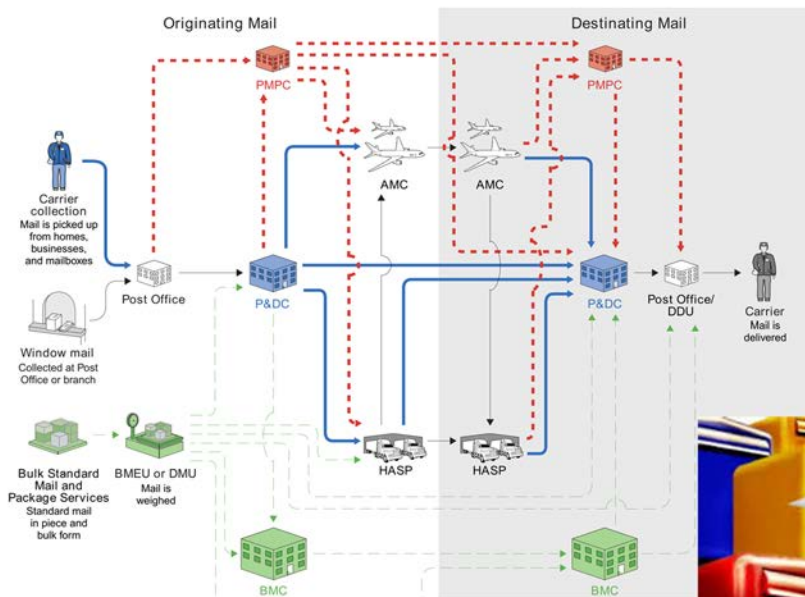 Originating Mail
Destinating Mail
PMPC
PMPC
AMC
AMC
Carrier
collection
Mail is picked up
from homes,
businesses,
and mailboxes
Post Office
P&DC
P&DC
Post Office/
DDU
Carrier
Mail is
delivered
Window mail
Collected at Post
Office or branch
HASP
HASP
Bulk Standard
Mail and
Package Services
Standard mail
in piece and
bulk form
BMEU or DMU
Mail is
weighed
BMC
BMC